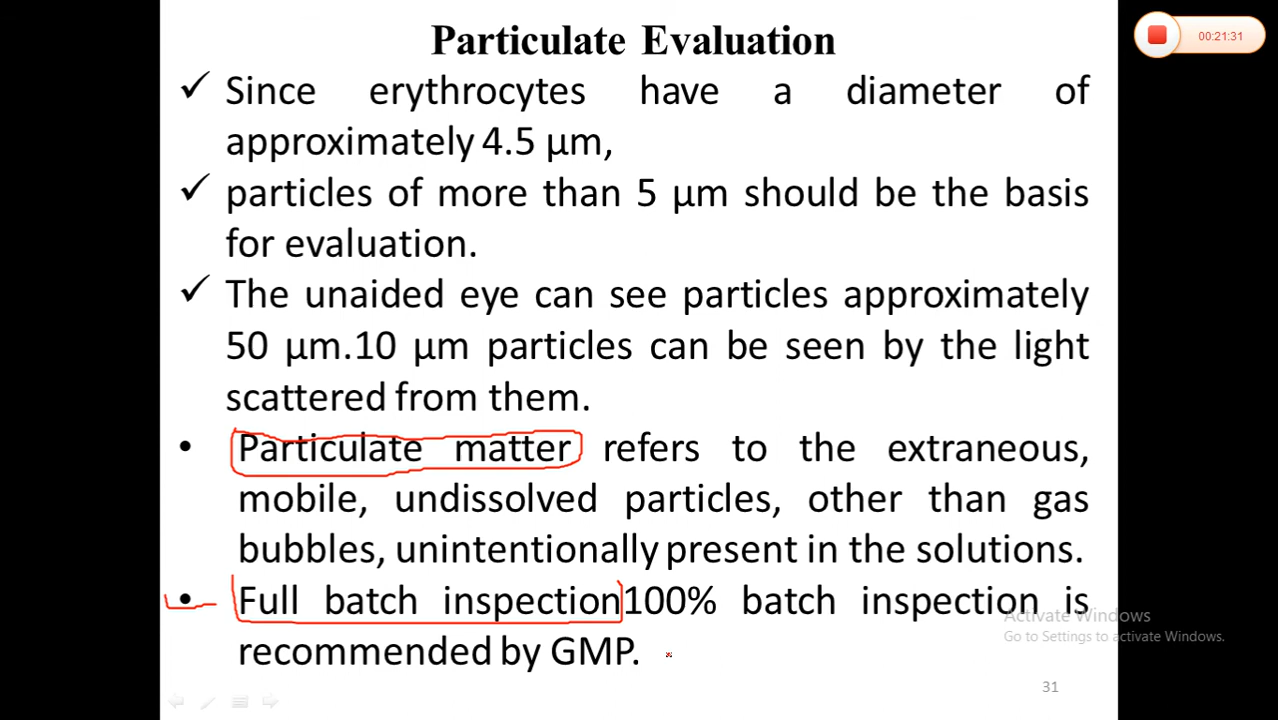 Particulate Evaluation
00:21:31
✓ Since erythrocytes have a diameter of
approximately 4.5 µm,
✓ particles of more than 5 µm should be the basis
for evaluation.
✓ The unaided eye can see particles approximately
50 µm.10 µm particles can be seen by the light
scattered from them.
• Particulate matter refers to the extraneous,
mobile, undissolved particles, other than gas
bubbles, unintentionally present in the solutions.
• Full batch inspection100% batch inspection is
recommended by GMP.
Activate Windows
Go to Settings to activate Windows.
31